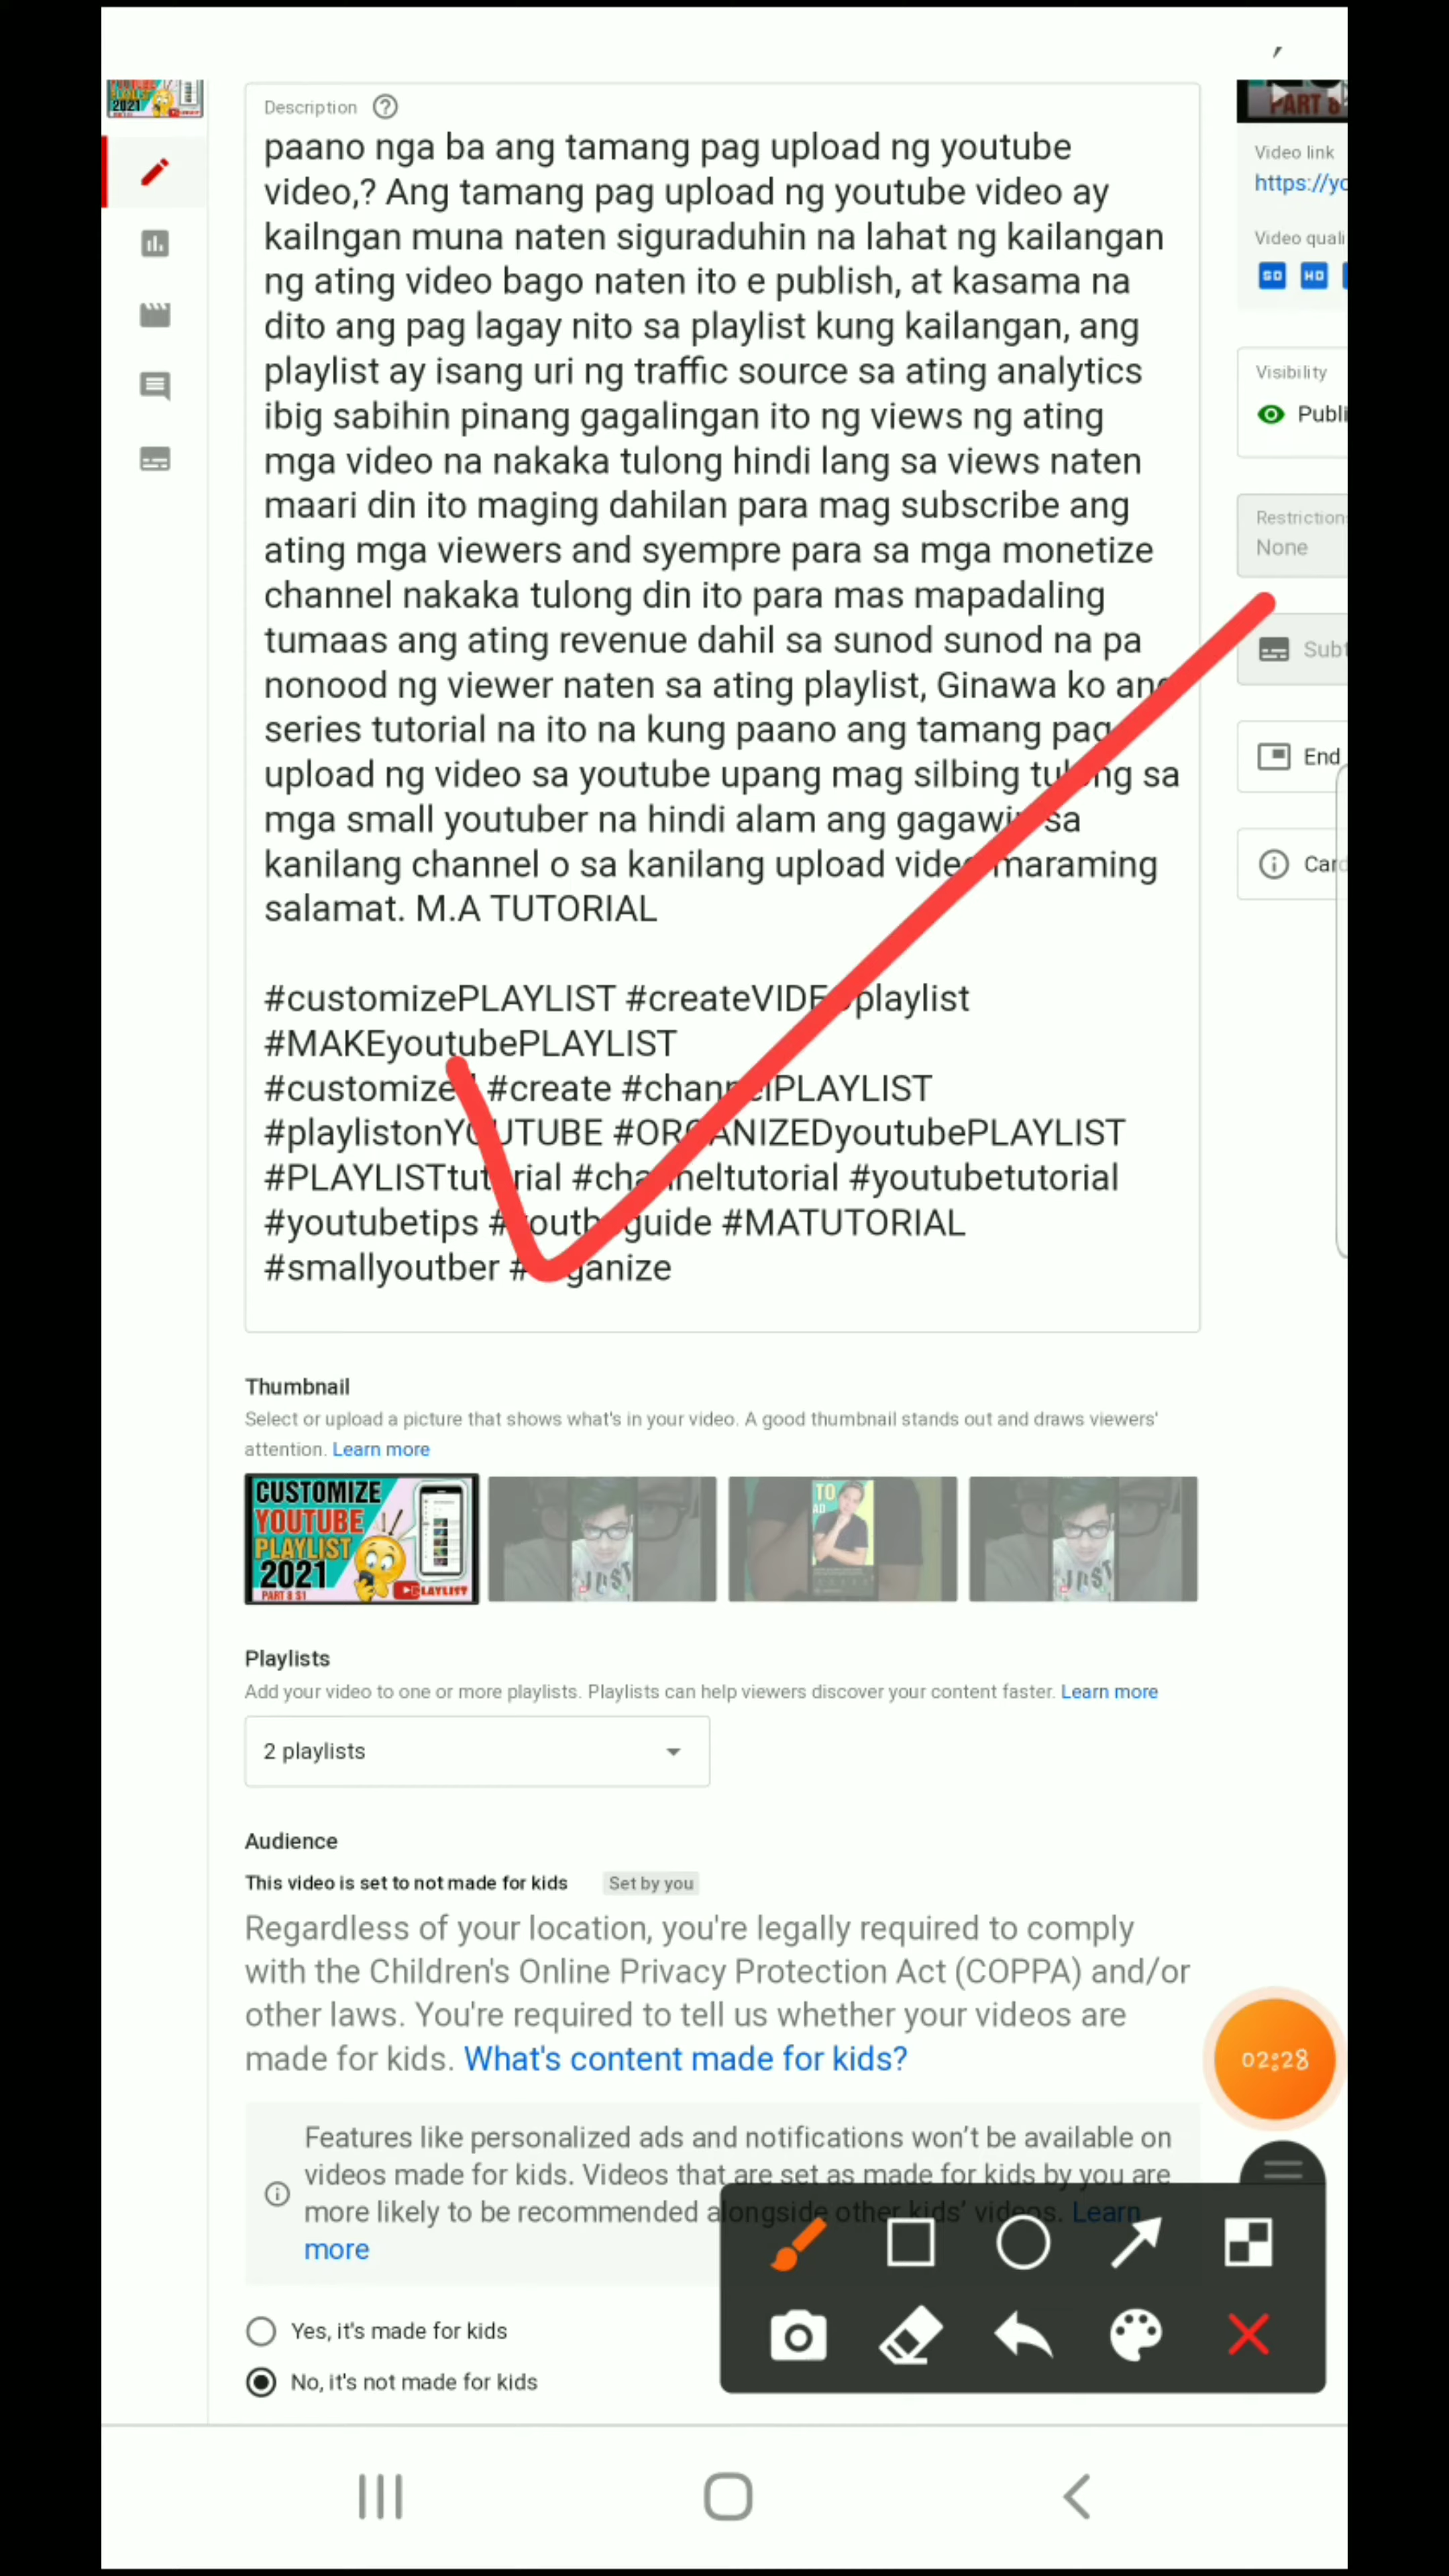 Description
paano nga ba ang tamang pag upload ng youtube
video,? Ang tamang pag upload ng youtube video ay
kailngan muna naten siguraduhin na lahat ng kailangan
ng ating video bago naten ito e publish, at kasama na
dito ang pag lagay nito sa playlist kung kailangan, ang
playlist ay isang uri ng traffic source sa ating analytics
ibig sabihin pinang gagalingan ito ng views ng ating
mga video na nakaka tulong hindi lang sa views naten
maari din ito maging dahilan para mag subscribe ang
ating mga viewers and syempre para sa mga monetize
channel nakaka tulong din ito para mas mapadaling
tumaas ang ating revenue dahil sa sunod sunod na pa
nonood ng viewer naten sa ating playlist, Ginawa ko ang
series tutorial na ito na kung paano ang tamang pag
upload ng video sa youtube upang mag silbing tulong sa
mga small youtuber na hindi alam ang gagawin sa
kanilang channel o sa kanilang upload video maraming
salamat. M.A TUTORIAL
#customizePLAYLIST #createVIDEOplaylist
#MAKEyoutubePLAYLIST
#customized #create #channelPLAYLIST
#playlistonYOUTUBE #ORGANIZEDyoutubePLAYLIST
#PLAYLISTtutorial #channeltutorial #youtubetutorial
#youtubetips guide #MATUTORIAL
#smallyoutber #organize
Thumbnail
Select or upload a picture that shows what's in your video. A good thumbnail stands out and draws viewers'
attention. Learn more
CUSTOMIZE
YOUTUBE
PLAYLIST
2021
PART 8 S1
PLAYLIST
TO
JUST
JUST
Playlists
Add your video to one or more playlists. Playlists can help viewers discover your content faster. Learn more
2 playlists
Audience
This video is set to not made for kids Set by you
Regardless of your location, you're legally required to comply
with the Children's Online Privacy Protection Act (COPPA) and/or
other laws. You're required to tell us whether your videos are
made for kids. What's content made for kids?
Features like personalized ads and notifications won't be available on
videos made for kids. Videos that are set as made for kids by you are
more likely to be recommended alongside other kids' videos. Learn
more
Yes, it's made for kids
No, it's not made for kids
2021
PART 8
Video link
https://yo
Video quali
SD HD
Visibility
Publi
Restriction
None
Subt
End
Card
02:28